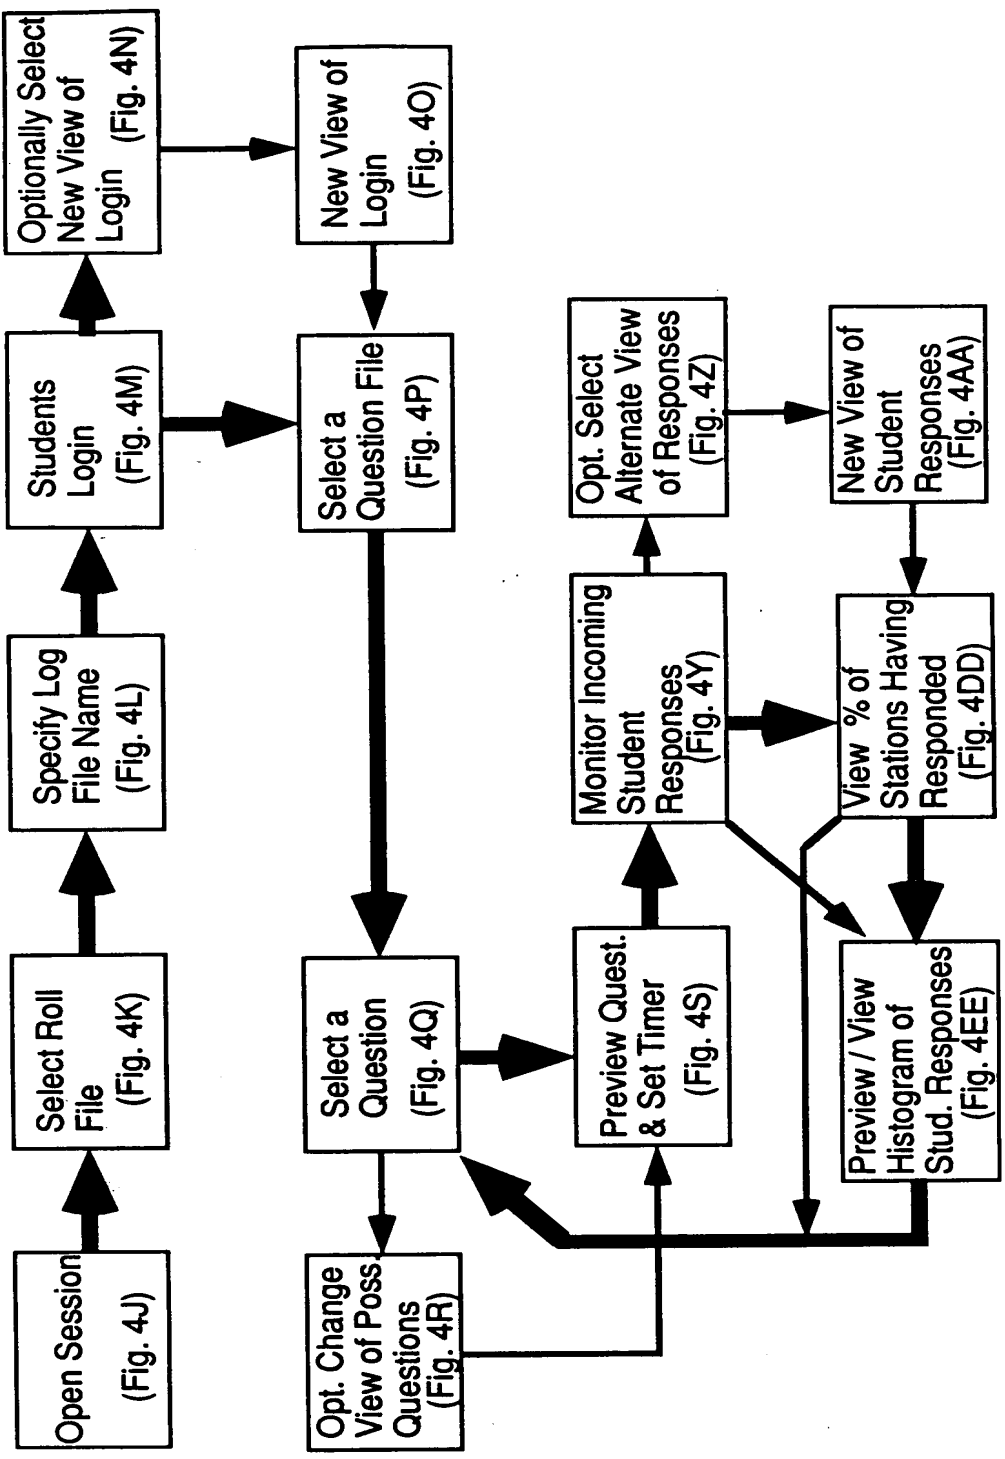 Open Session
(Fig. 4J)
Select Roll
File
(Fig. 4K)
Specify Log
File Name
(Fig. 4L)
Students
Login
(Fig. 4M)
Optionally Select
New View of
Login (Fig. 4N)
New View of
Login
(Fig. 4O)
Select a
Question File
(Fig. 4P)
Select a
Question
(Fig. 4Q)
Opt. Change
View of Poss.
Questions
(Fig. 4R)
Preview Quest.
& Set Timer
(Fig. 4S)
Monitor Incoming
Student
Responses
(Fig. 4Y)
Opt. Select
Alternate View
of Responses
(Fig. 4Z)
New View of
Student
Responses
(Fig. 4AA)
View % of
Stations Having
Responded
(Fig. 4DD)
Preview / View
Histogram of
Stud. Responses
(Fig. 4EE)